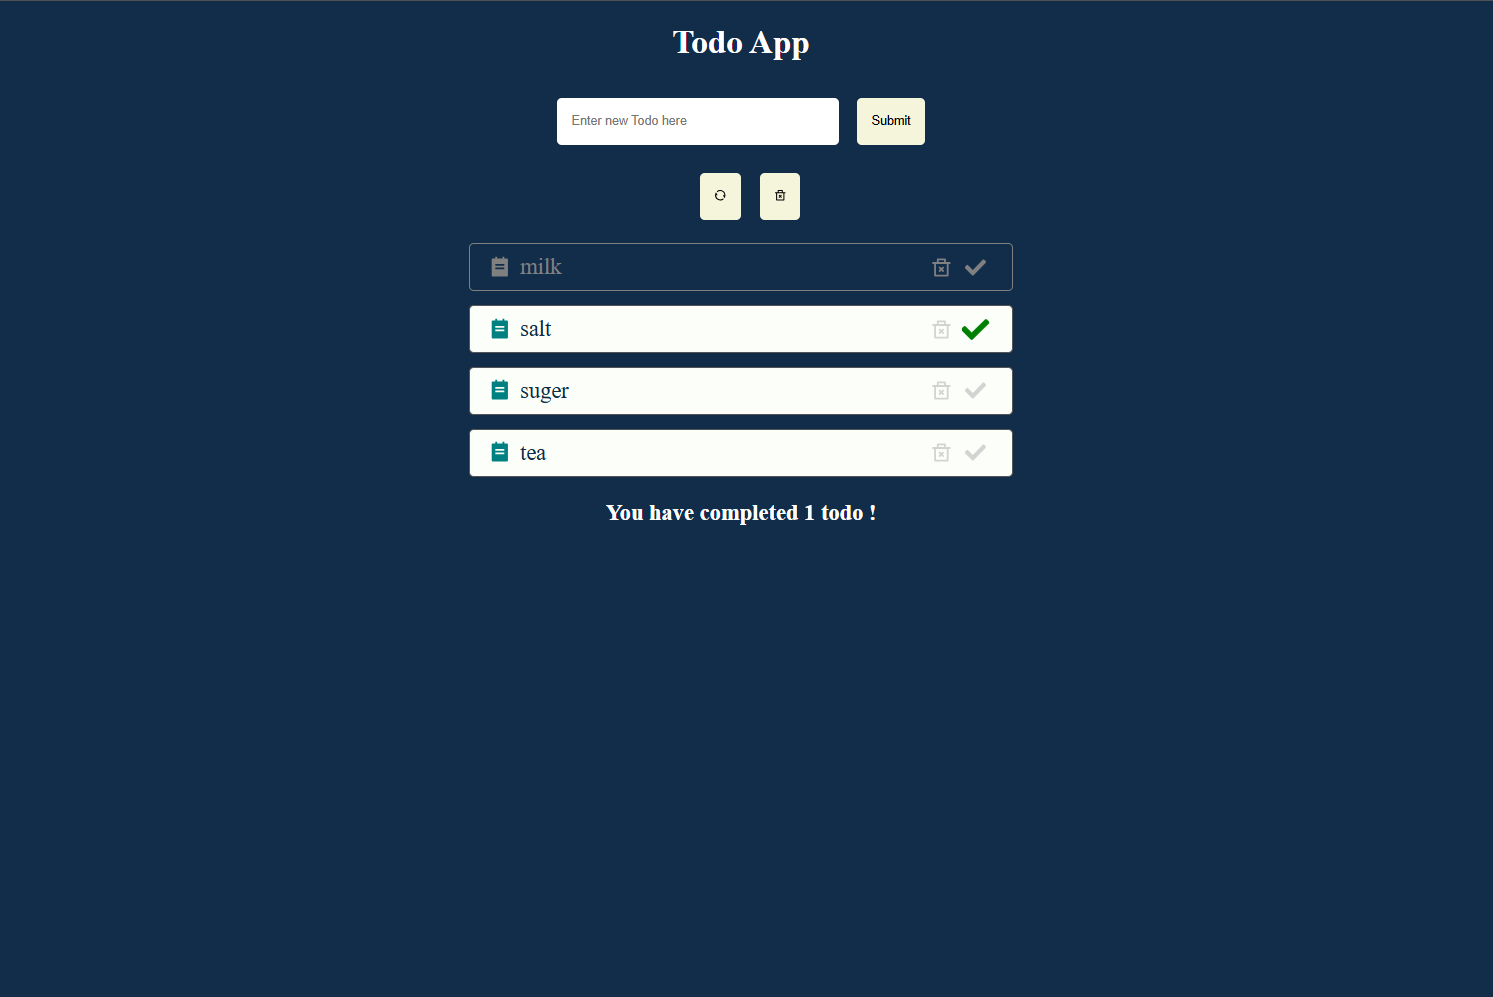 Todo App
Enter new Todo here
Submit
milk
salt
suger
tea
You have completed 1 todo !